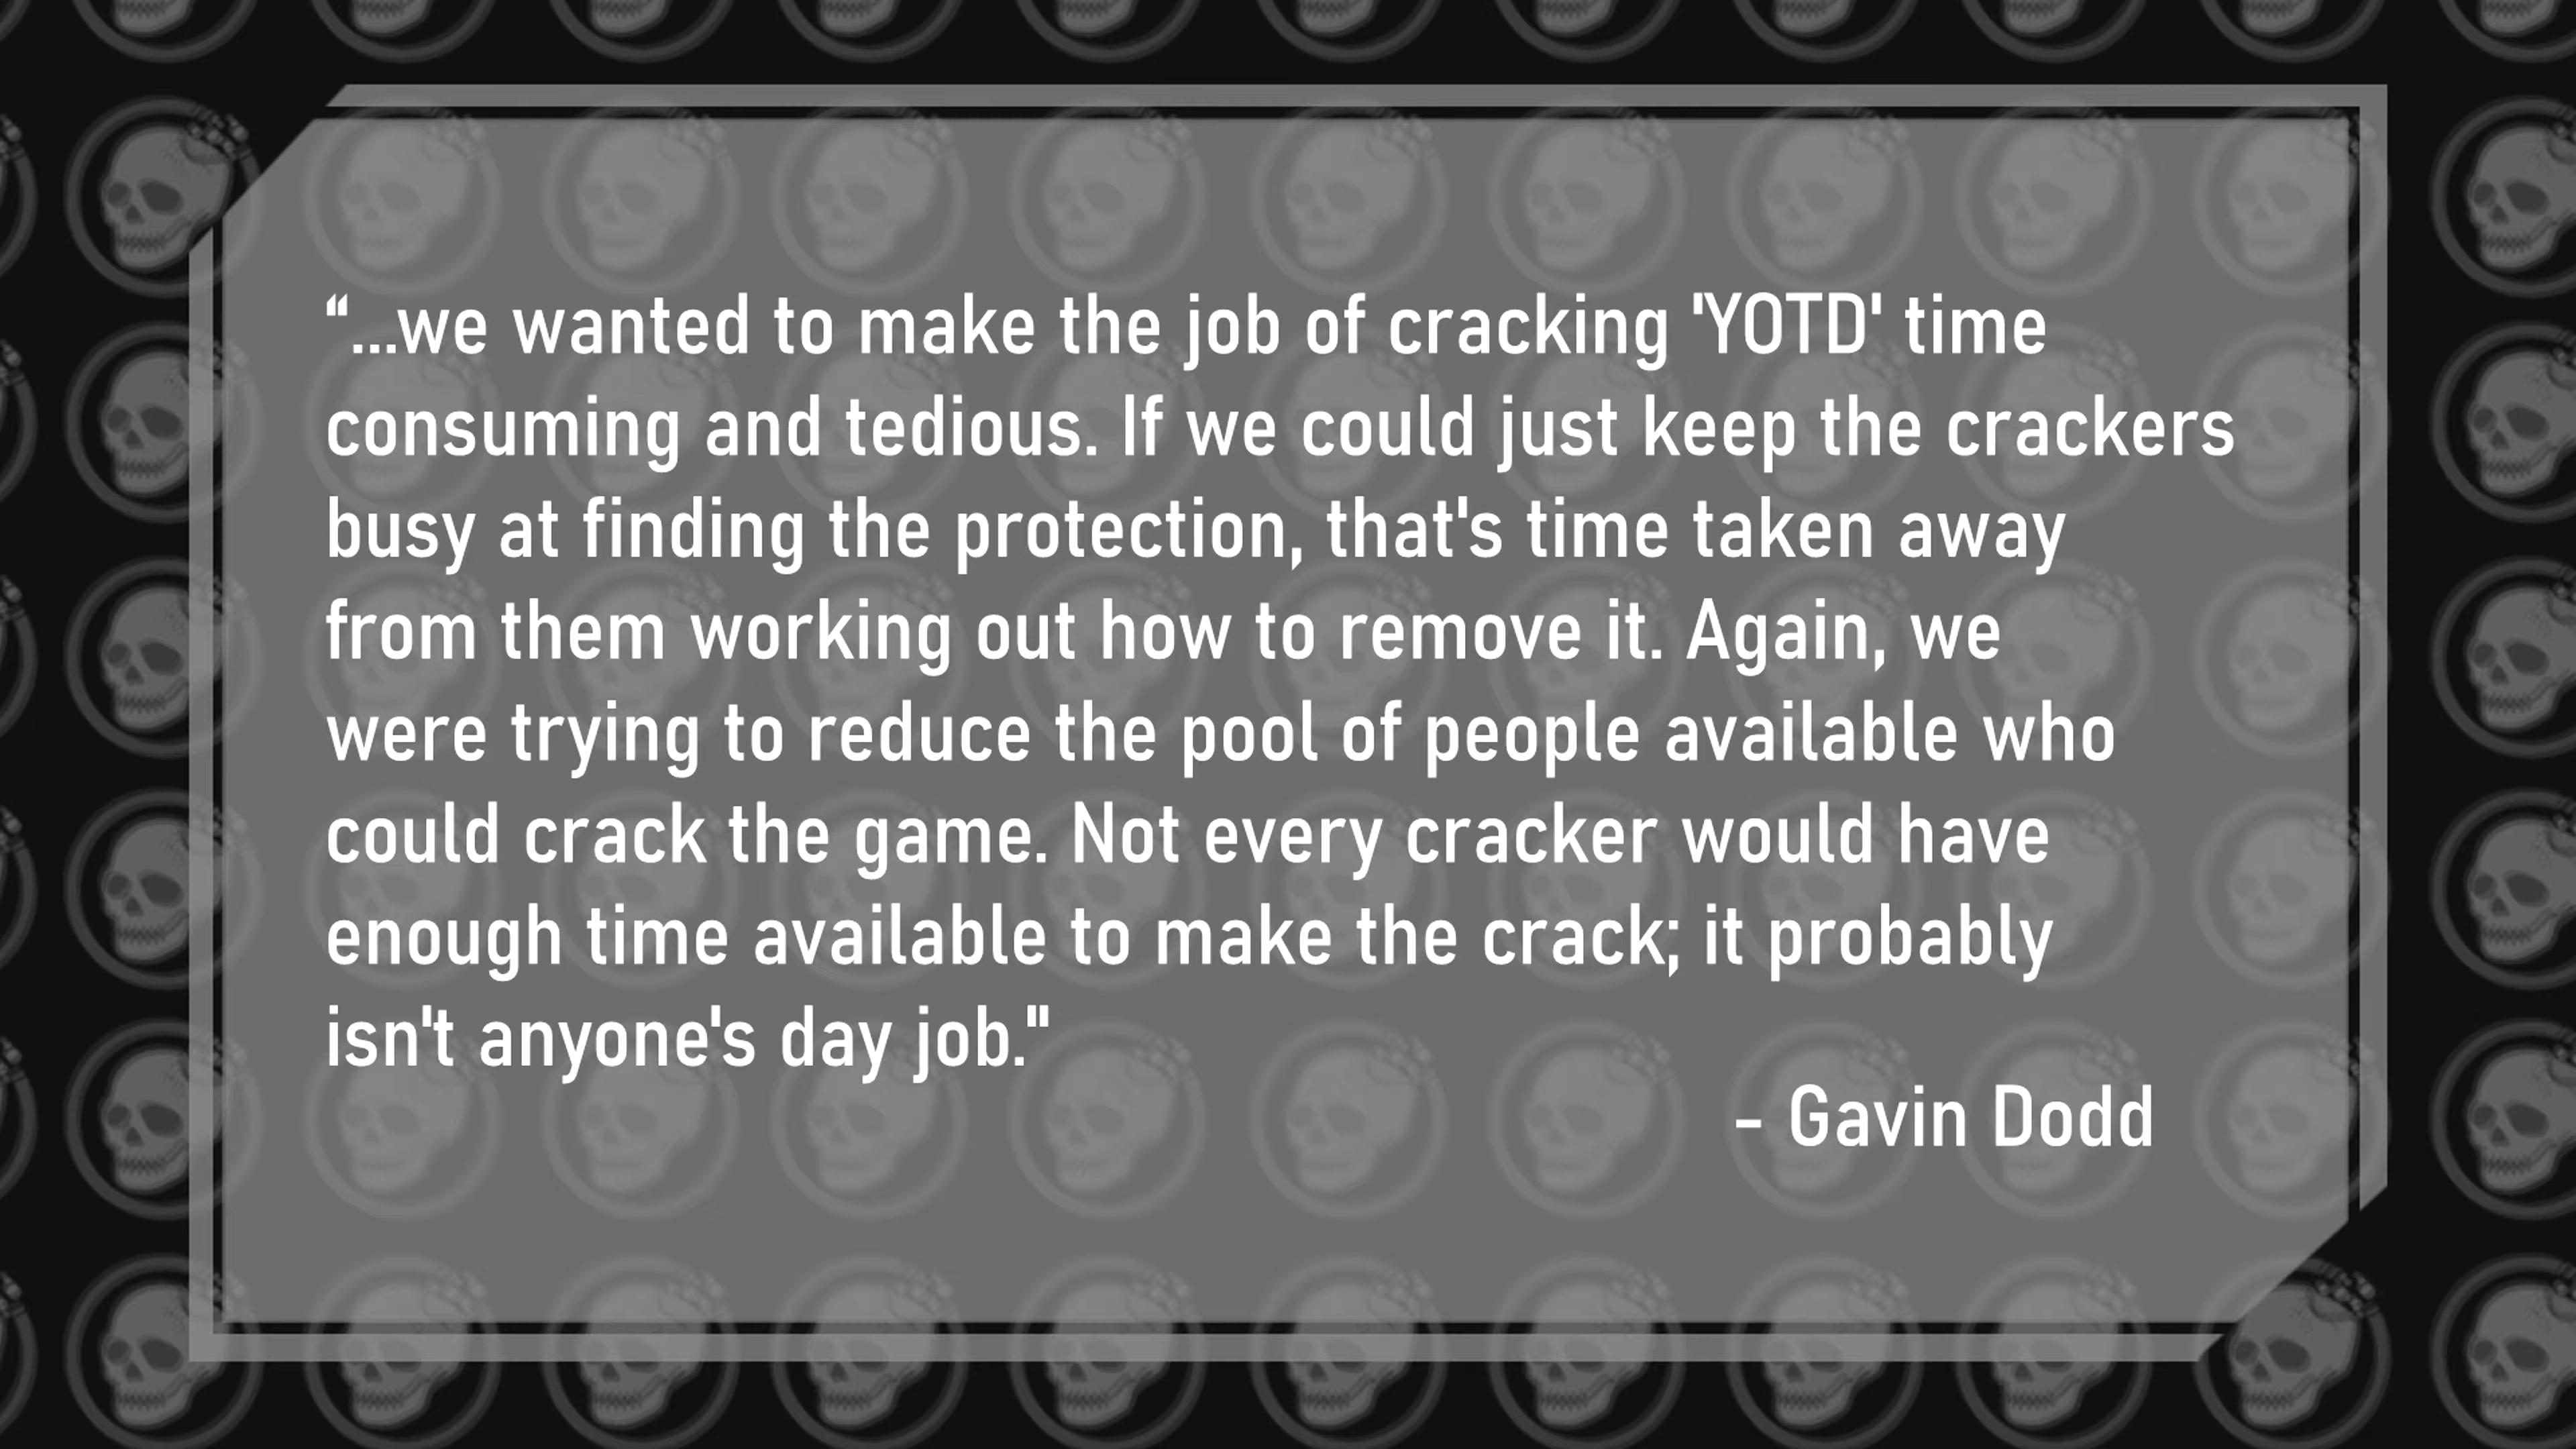 “...we wanted to make the job of cracking 'YOTD' time
consuming and tedious. If we could just keep the crackers
busy at finding the protection, that's time taken away
from them working out how to remove it. Again, we
were trying to reduce the pool of people available who
could crack the game. Not every cracker would have
enough time available to make the crack; it probably
isn't anyone's day job."
- Gavin Dodd